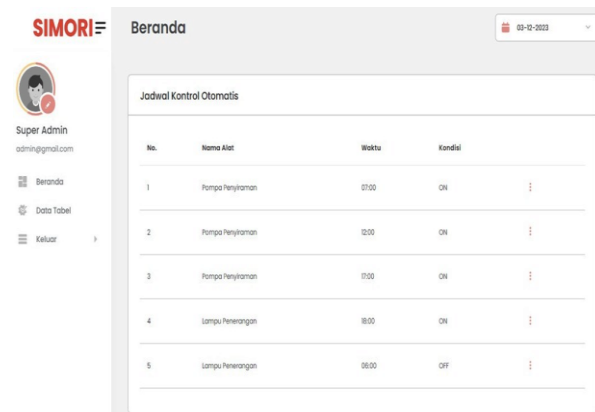 SIMORI
Beranda
03-12-2023
Super Admin
admin@gmail.com
Beranda
Data Tabel
Keluar
Jadwal Kontrol Otomatis
No. Nama Alat Waktu Kondisi
1 Pompa Penyiraman 07:00 ON
2 Pompa Penyiraman 12:00 ON
3 Pompa Penyiraman 17:00 ON
4 Lampu Penerangan 18:00 ON
5 Lampu Penerangan 06:00 OFF